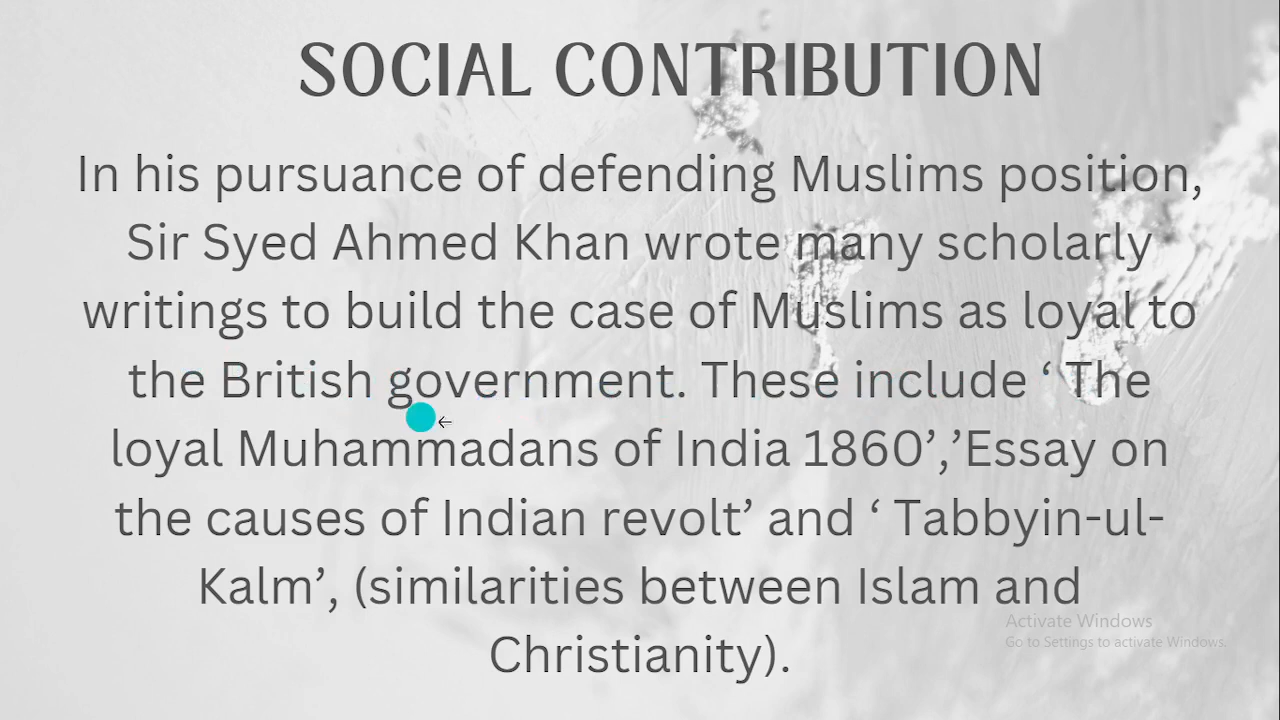 SOCIAL CONTRIBUTION
In his pursuance of defending Muslims position,
Sir Syed Ahmed Khan wrote many scholarly
writings to build the case of Muslims as loyal to
the British government. These include ‘ The
loyal Muhammadans of India 1860’,’Essay on
the causes of Indian revolt’ and ‘ Tabbyin-ul-
Kalm’, (similarities between Islam and
Christianity).
Activate Windows
Go to Settings to activate Windows.